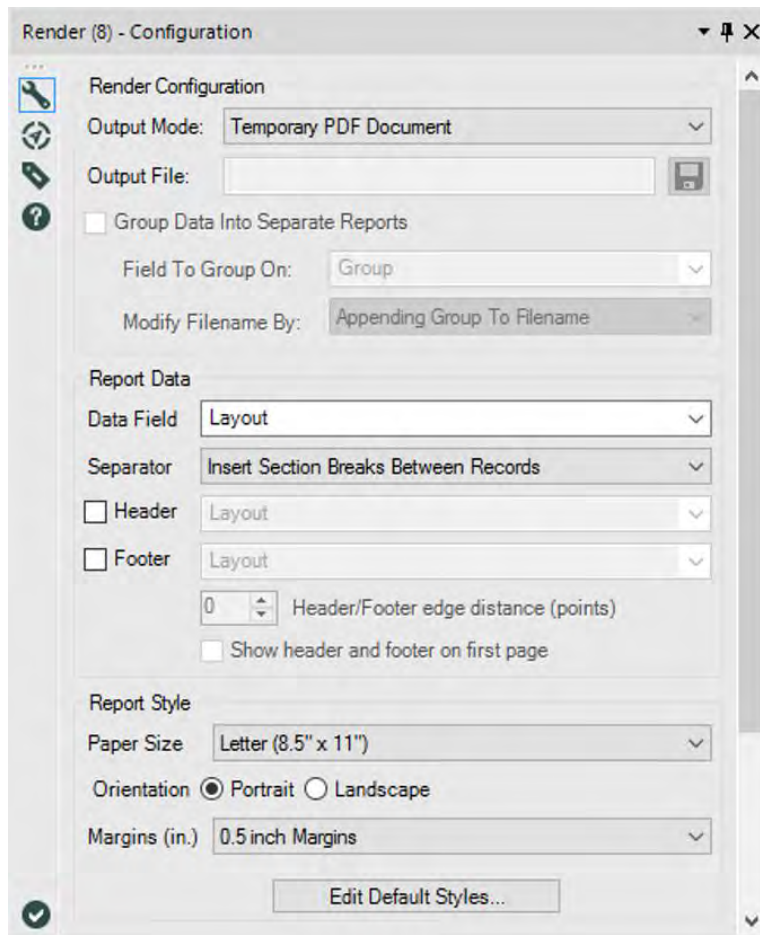 Render (8) - Configuration
Render Configuration
Output Mode: Temporary PDF Document
Output File:
Group Data Into Separate Reports
Field To Group On: Group
Modify Filename By: Appending Group To Filename
Report Data
Data Field Layout
Separator Insert Section Breaks Between Records
Header Layout
Footer Layout
0 Header/Footer edge distance (points)
Show header and footer on first page
Report Style
Paper Size Letter (8.5" x 11")
Orientation Portrait Landscape
Margins (in.) 0.5 inch Margins
Edit Default Styles...